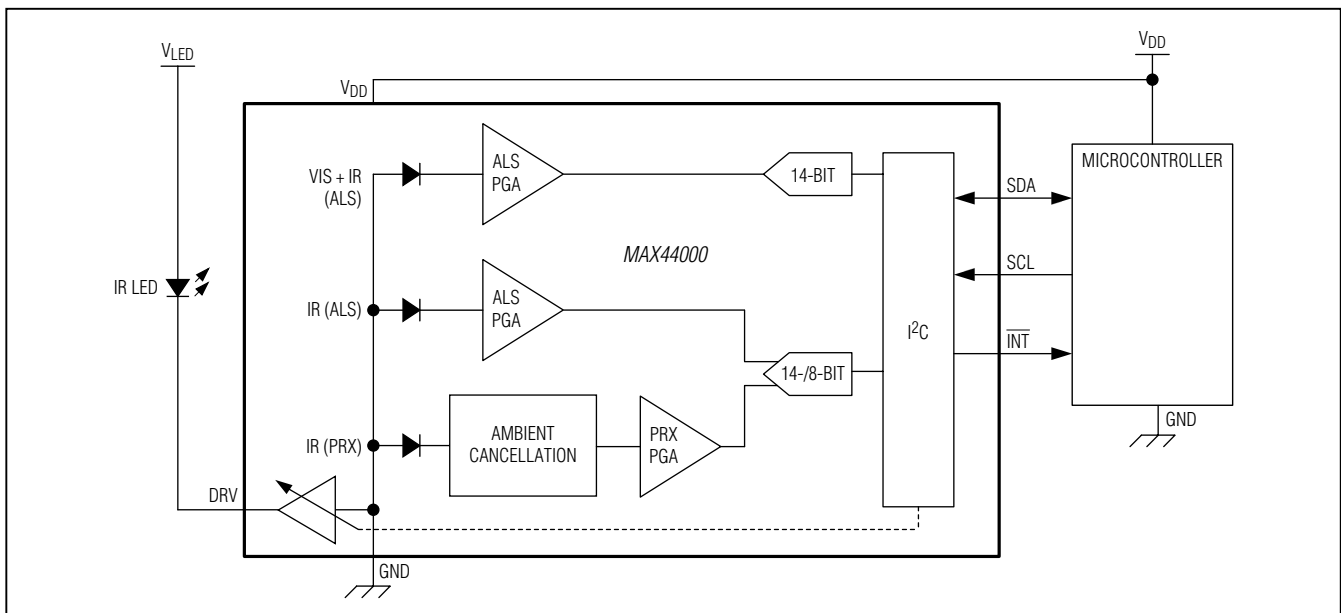 VLED
VDD
VDD
VIS + IR
(ALS)
ALS
PGA
14-BIT
MICROCONTROLLER
SDA
MAX44000
SCL
IR LED
IR (ALS)
ALS
PGA
I2C
INT
14-/8-BIT
IR (PRX)
AMBIENT
CANCELLATION
PRX
PGA
GND
DRV
GND